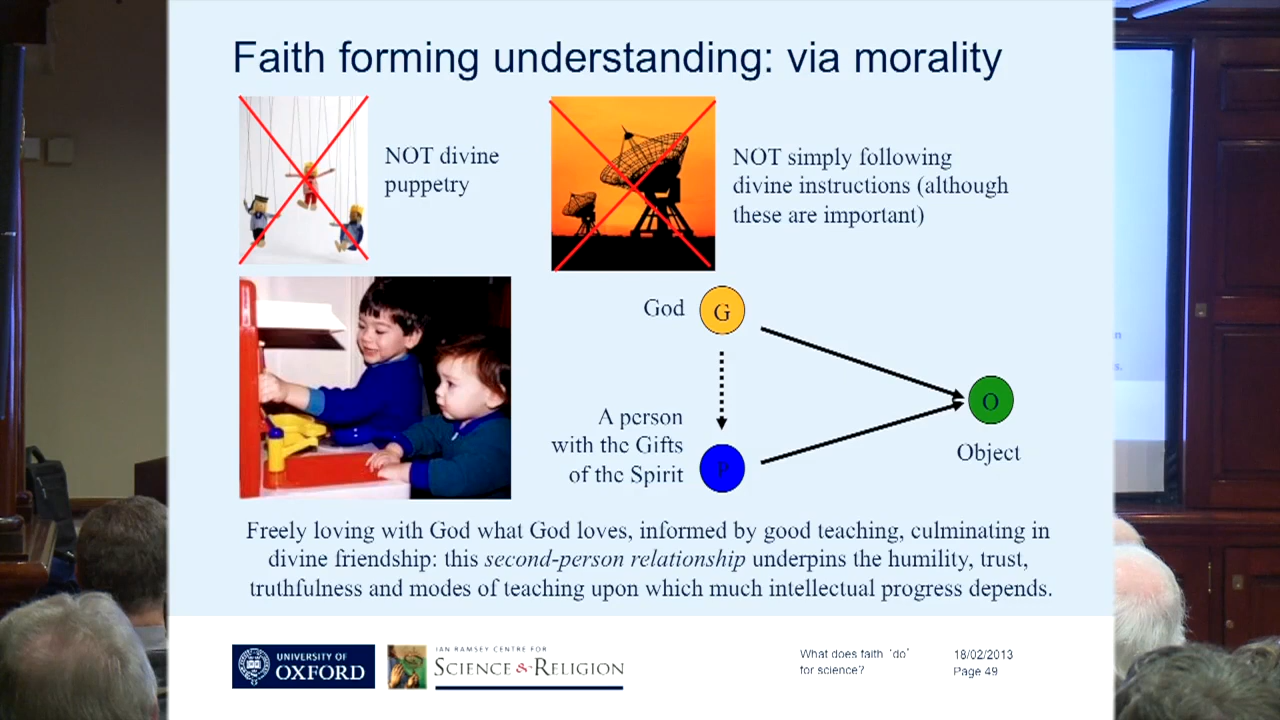 Faith forming understanding: via morality
NOT divine
puppetry
NOT simply following
divine instructions (although
these are important)
God
G
A person
with the Gifts
of the Spirit
P
O
Object
Freely loving with God what God loves, informed by good teaching, culminating in
divine friendship: this second-person relationship underpins the humility, trust,
truthfulness and modes of teaching upon which much intellectual progress depends.
UNIVERSITY OF
OXFORD
IAN RAMSEY CENTRE FOR
SCIENCE & RELIGION
What does faith 'do'
for science?
18/02/2013
Page 49